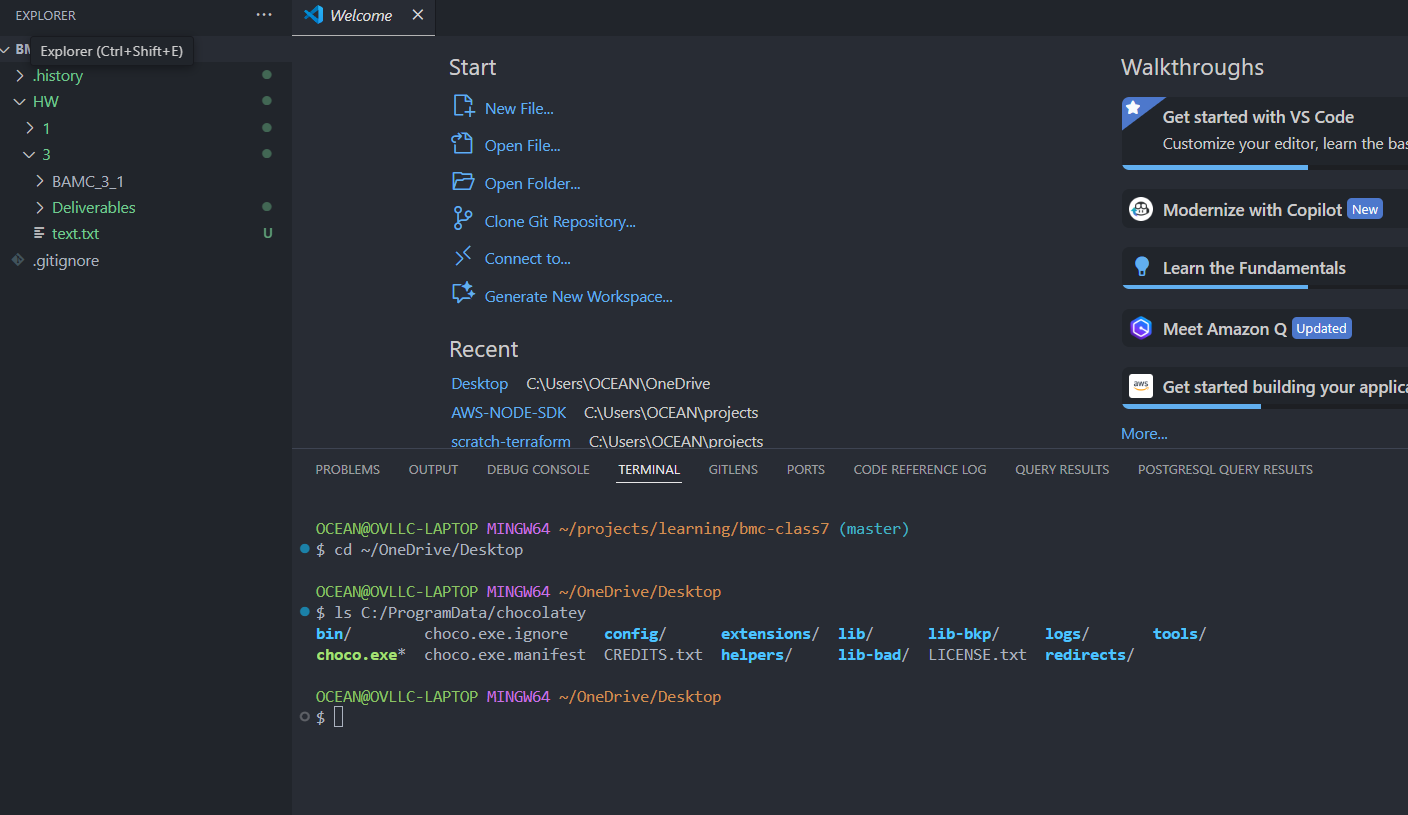 EXPLORER
BM
Explorer (Ctrl+Shift+E)
.history
HW
1
3
BAMC_3_1
Deliverables
text.txt U
.gitignore
Welcome
Start
New File...
Open File...
Open Folder...
Clone Git Repository...
Connect to...
Generate New Workspace...
Recent
Desktop C:\Users\OCEAN\OneDrive
AWS-NODE-SDK C:\Users\OCEAN\projects
scratch-terraform C:\Users\OCEAN\projects
Walkthroughs
Get started with VS Code
Customize your editor, learn the bas
Modernize with Copilot New
Learn the Fundamentals
Meet Amazon Q Updated
aws
Get started building your applica
More...
PROBLEMS OUTPUT DEBUG CONSOLE TERMINAL GITLENS PORTS CODE REFERENCE LOG QUERY RESULTS POSTGRESQL QUERY RESULTS
OCEAN@OVLLC-LAPTOP MINGW64 ~/projects/learning/bmc-class7 (master)
$ cd ~/OneDrive/Desktop
OCEAN@OVLLC-LAPTOP MINGW64 ~/OneDrive/Desktop
$ ls C:/ProgramData/chocolatey
bin/ choco.exe.ignore config/ extensions/ lib/ lib-bkp/ logs/ tools/
choco.exe* choco.exe.manifest CREDITS.txt helpers/ lib-bad/ LICENSE.txt redirects/
OCEAN@OVLLC-LAPTOP MINGW64 ~/OneDrive/Desktop
$